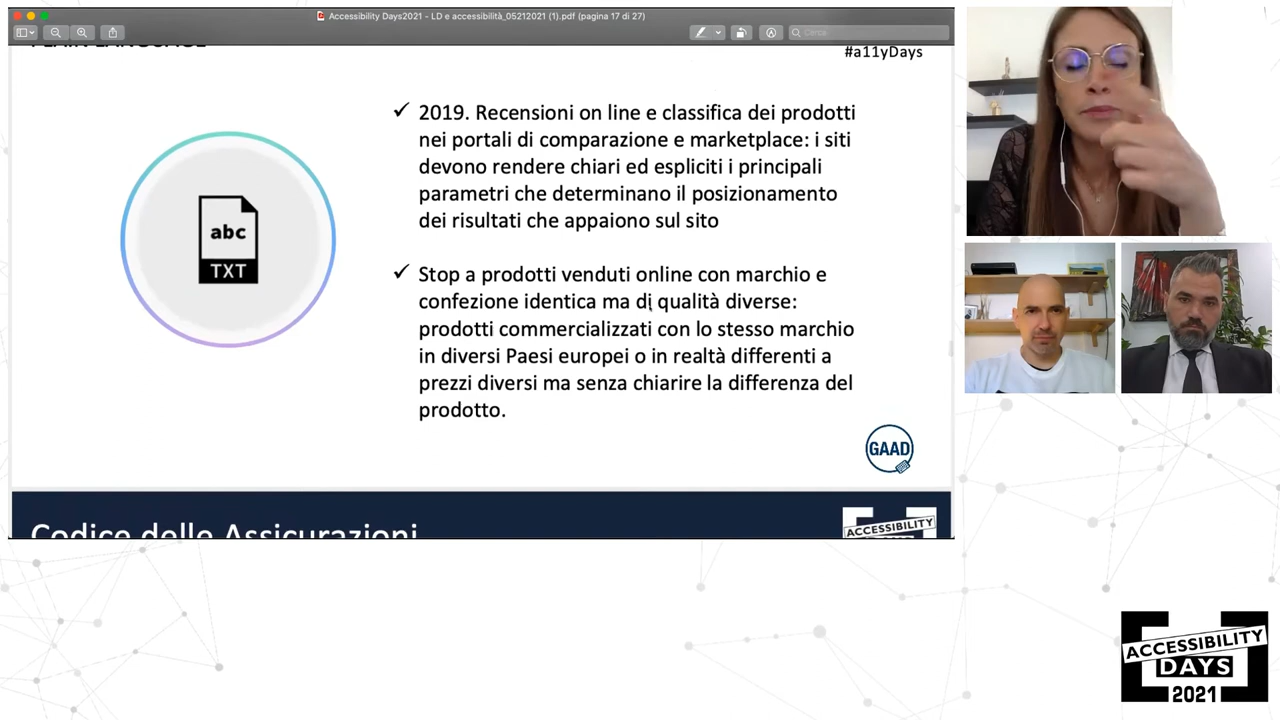 Accessibility Days2021 - LD e accessibilità_05212021 (1).pdf (pagina 17 di 27)
Cerca
PLAIN LANGUAGE
#a11yDays
✓ 2019. Recensioni on line e classifica dei prodotti
nei portali di comparazione e marketplace: i siti
devono rendere chiari ed espliciti i principali
parametri che determinano il posizionamento
dei risultati che appaiono sul sito
abc
TXT
✓ Stop a prodotti venduti online con marchio e
confezione identica ma di qualità diverse:
prodotti commercializzati con lo stesso marchio
in diversi Paesi europei o in realtà differenti a
prezzi diversi ma senza chiarire la differenza del
prodotto.
GAAD
Codice delle Assicurazioni
ACCESSIBILITY
ACCESSIBILITY
DAYS
2021